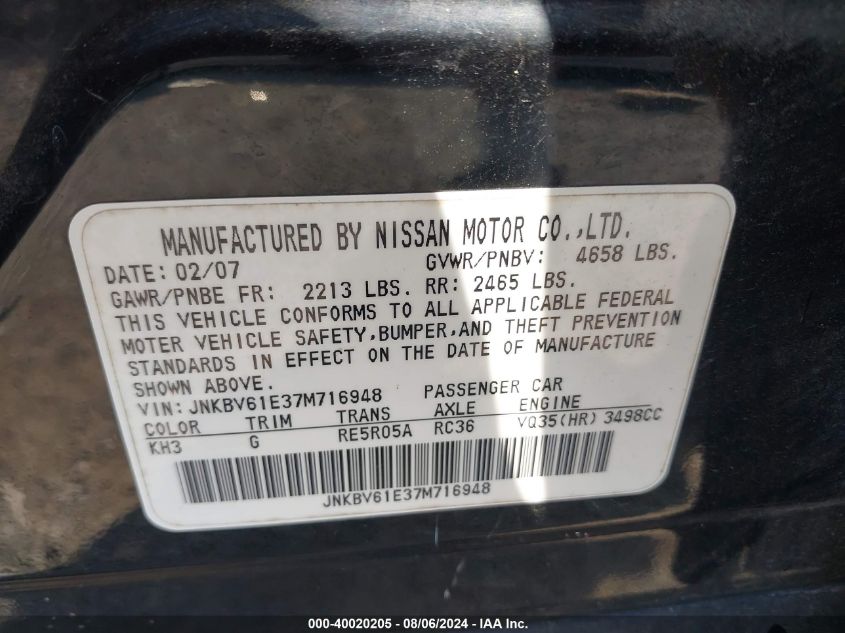 MANUFACTURED BY NISSAN MOTOR CO.,LTD.
DATE: 02/07 GVWR/PNBV: 4658 LBS.
GAWR/PNBE FR: 2213 LBS. RR: 2465 LBS.
THIS VEHICLE CONFORMS TO ALL APPLICABLE FEDERAL
MOTOR VEHICLE SAFETY,BUMPER,AND THEFT PREVENTION
STANDARDS IN EFFECT ON THE DATE OF MANUFACTURE
SHOWN ABOVE.
VIN: JNKBV61E37M716948 PASSENGER CAR
COLOR TRIM TRANS AXLE ENGINE
KH3 G RE5R05A RC36 VQ35(HR) 3498CC
JNKBV61E37M716948
000-40020205 - 08/06/2024 - IAA Inc.